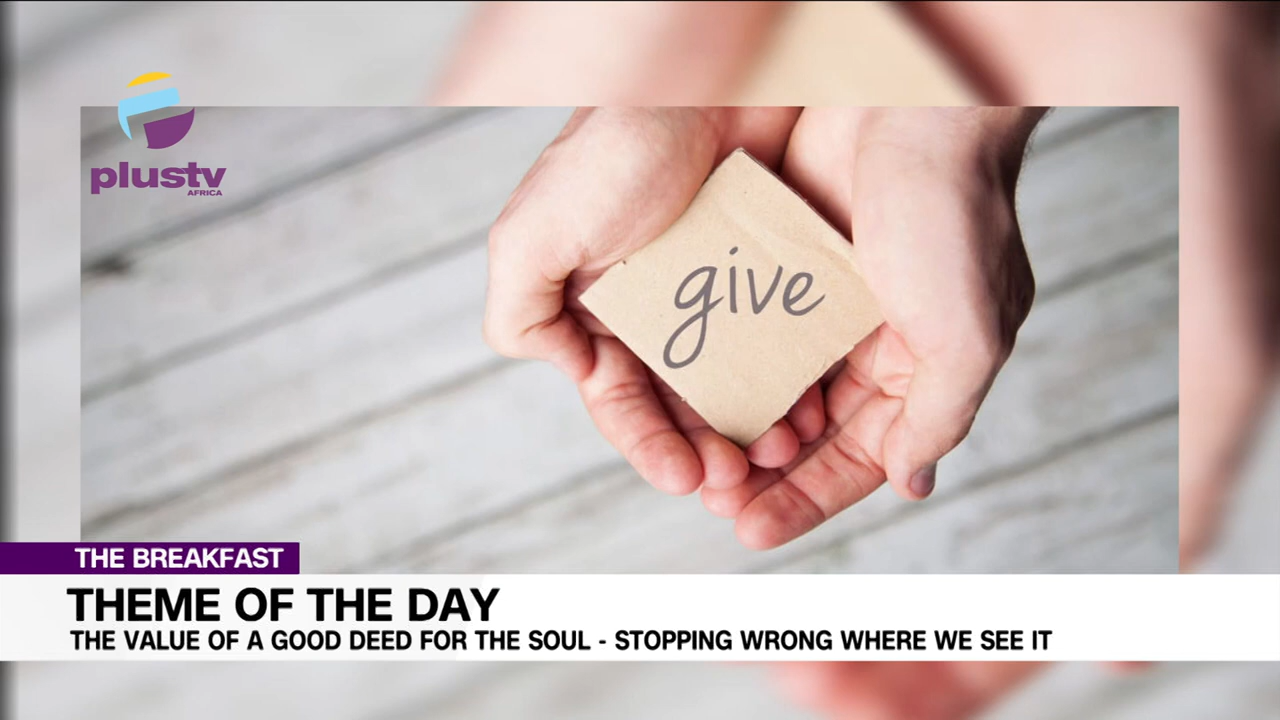 plustv
AFRICA
give
THE BREAKFAST
THEME OF THE DAY
THE VALUE OF A GOOD DEED FOR THE SOUL - STOPPING WRONG WHERE WE SEE IT